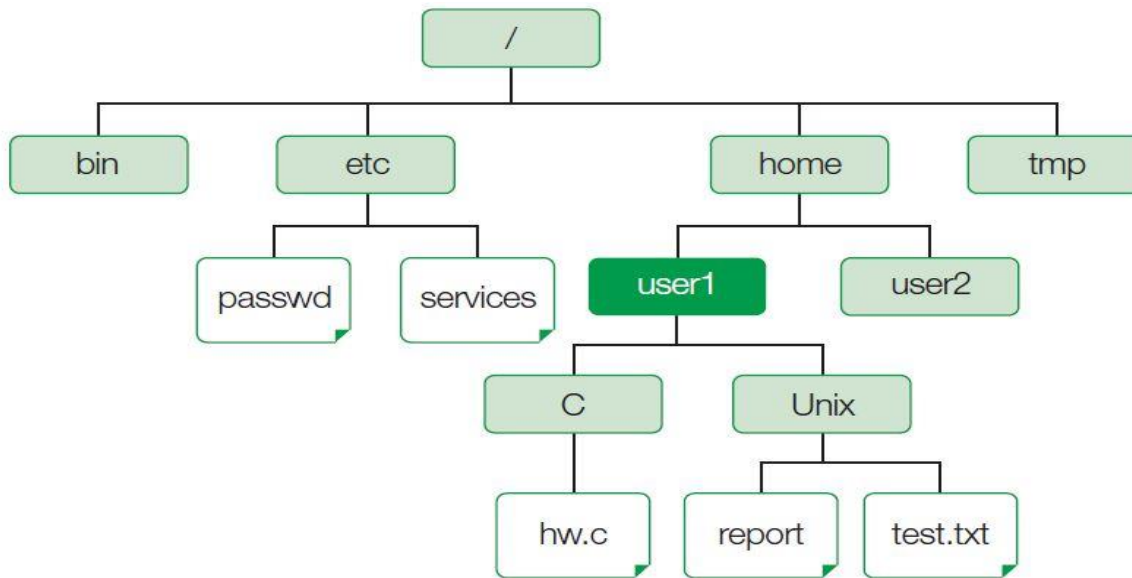 /
bin
etc
home
tmp
passwd
services
user1
user2
C
Unix
hw.c
report
test.txt